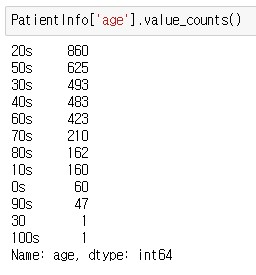 PatientInfo['age'].value_counts()
20s 860
50s 625
30s 493
40s 483
60s 423
70s 210
80s 162
10s 160
0s 60
90s 47
30 1
100s 1
Name: age, dtype: int64